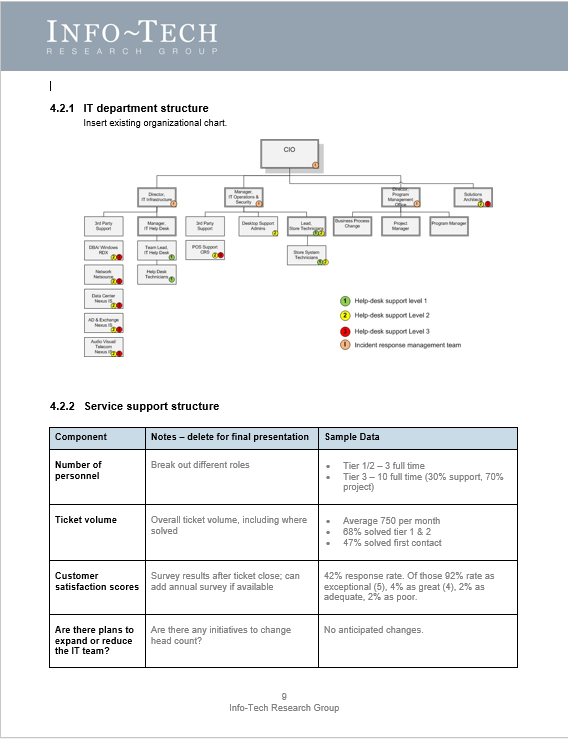 INFO~TECH
RESEARCH GROUP
4.2.1 IT department structure
Insert existing organizational chart.
CIO
Director,
IT Infrastructure
Manager,
IT Operations &
Security
Director,
Program
Management
Office
Solutions
Architects
3rd Party
Support
Manager,
IT Help Desk
3rd Party
Support
Desktop Support
Admins
Lead,
Store Technicians
Business Process
Change
Project
Manager
Program Manager
DBA/ Windows
RDX
Team Lead,
IT Help Desk
POS Support
CRS
Store System
Technicians
Network
Netsource
Help Desk
Technicians
Data Center
Nexus IS
AD & Exchange
Nexus IS
Audio Visual/
Telecom
Nexus IS
1 Help-desk support level 1
2 Help-desk support Level 2
3 Help-desk support Level 3
I Incident response management team
4.2.2 Service support structure
Component
Notes – delete for final presentation
Sample Data
Number of
personnel
Break out different roles
• Tier 1/2 – 3 full time
• Tier 3 – 10 full time (30% support, 70%
project)
Ticket volume
Overall ticket volume, including where
solved
• Average 750 per month
• 68% solved tier 1 & 2
• 47% solved first contact
Customer
satisfaction scores
Survey results after ticket close; can
add annual survey if available
42% response rate. Of those 92% rate as
exceptional (5), 4% as great (4), 2% as
adequate, 2% as poor.
Are there plans to
expand or reduce
the IT team?
Are there any initiatives to change
head count?
No anticipated changes.
9
Info-Tech Research Group